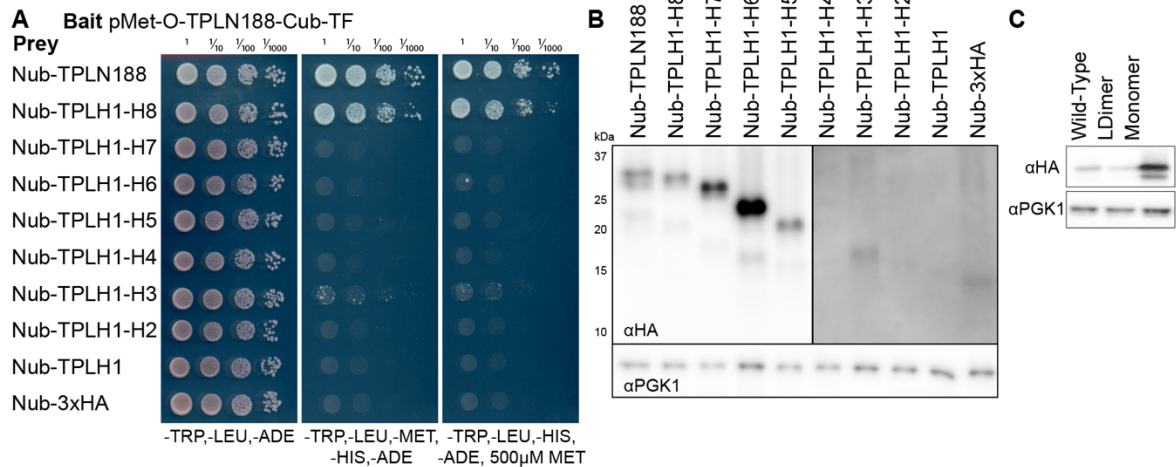 A
Bait pMet-O-TPLN188-Cub-TF
Prey
1 1/10 1/100 1/1000 1 1/10 1/100 1/1000 1 1/10 1/100 1/1000
Nub-TPLN188
Nub-TPLH1-H8
Nub-TPLH1-H7
Nub-TPLH1-H6
Nub-TPLH1-H5
Nub-TPLH1-H4
Nub-TPLH1-H3
Nub-TPLH1-H2
Nub-TPLH1
Nub-3xHA
-TRP,-LEU,-ADE
-TRP,-LEU,-MET,
-HIS,-ADE
-TRP,-LEU,-HIS,
-ADE, 500µM MET
B
Nub-TPLN188
Nub-TPLH1-H8
Nub-TPLH1-H7
Nub-TPLH1-H6
Nub-TPLH1-H5
Nub-TPLH1-H4
Nub-TPLH1-H3
Nub-TPLH1-H2
Nub-TPLH1
Nub-3xHA
kDa
37
25
20
15
10
αHA
αPGK1
C
Wild-Type
LDimer
Monomer
αHA
αPGK1